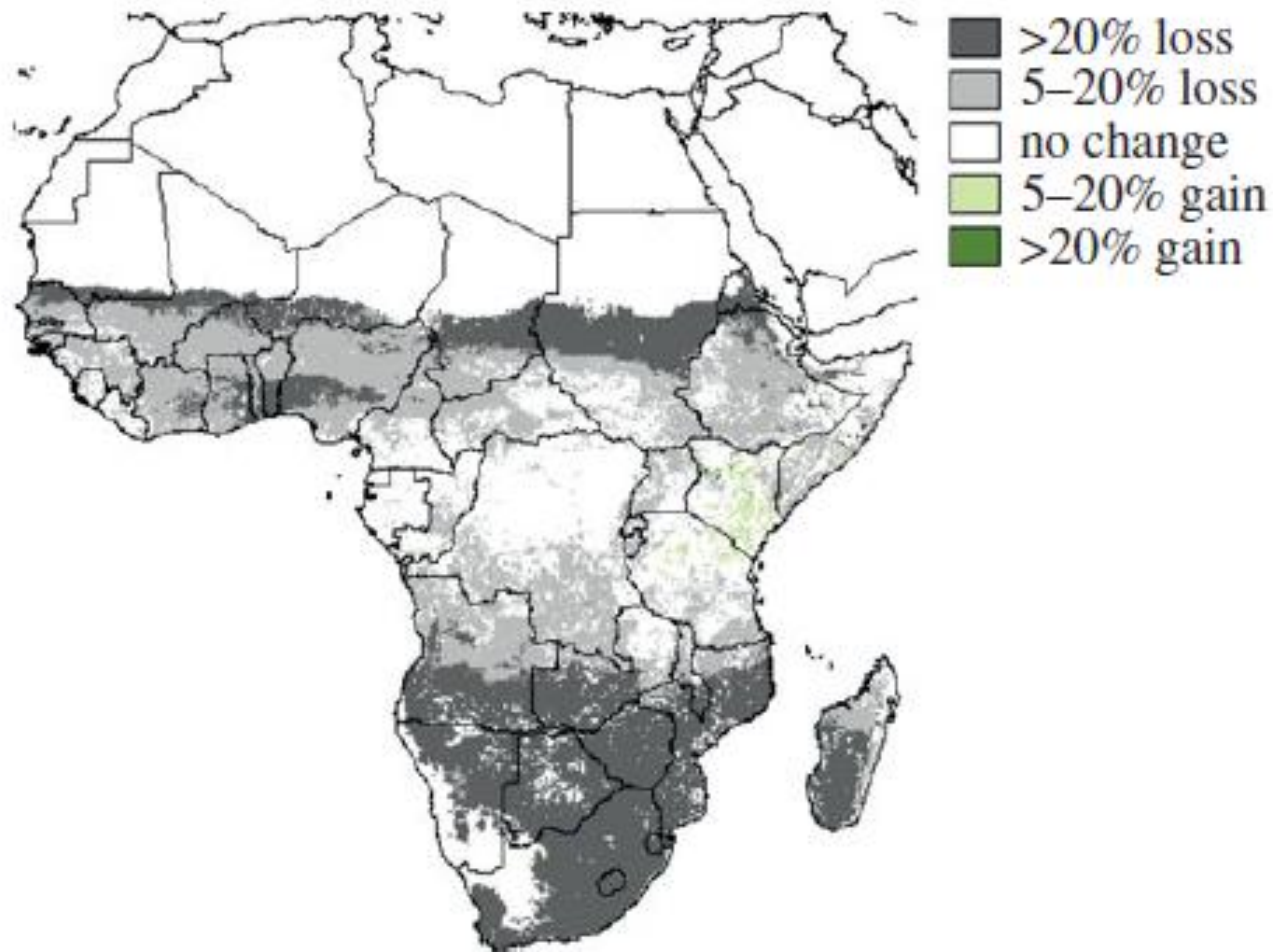 >20% loss
5–20% loss
no change
5–20% gain
>20% gain